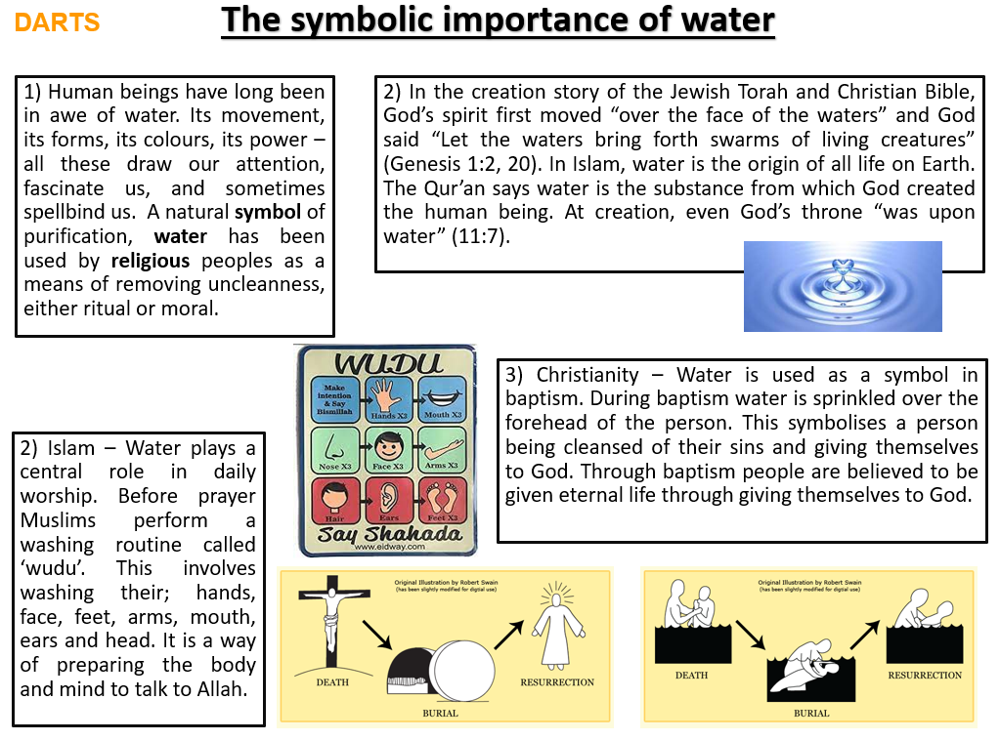 DARTS
The symbolic importance of water
1) Human beings have long been
in awe of water. Its movement,
its forms, its colours, its power –
all these draw our attention,
fascinate us, and sometimes
spellbind us. A natural symbol of
purification, water has been
used by religious peoples as a
means of removing uncleanness,
either ritual or moral.
2) In the creation story of the Jewish Torah and Christian Bible,
God’s spirit first moved “over the face of the waters” and God
said “Let the waters bring forth swarms of living creatures”
(Genesis 1:2, 20). In Islam, water is the origin of all life on Earth.
The Qur’an says water is the substance from which God created
the human being. At creation, even God’s throne “was upon
water” (11:7).
WUDU
Make
Intention
& Say
Bismillah
Hands X3
Mouth X3
Nose X3
Face X3
Arms X3
Hair
Ears
Feet X3
Say Shahada
www.eidway.com
3) Christianity – Water is used as a symbol in
baptism. During baptism water is sprinkled over the
forehead of the person. This symbolises a person
being cleansed of their sins and giving themselves
to God. Through baptism people are believed to be
given eternal life through giving themselves to God.
2) Islam – Water plays a
central role in daily
worship. Before prayer
Muslims perform a
washing routine called
‘wudu’. This involves
washing their; hands,
face, feet, arms, mouth,
ears and head. It is a way
of preparing the body
and mind to talk to Allah.
Original Illustration by Robert Swain
(has been slightly modified for digtial use)
DEATH
BURIAL
RESURRECTION
Original Illustration by Robert Swain
(has been slightly modified for digtial use)
DEATH
BURIAL
RESURRECTION